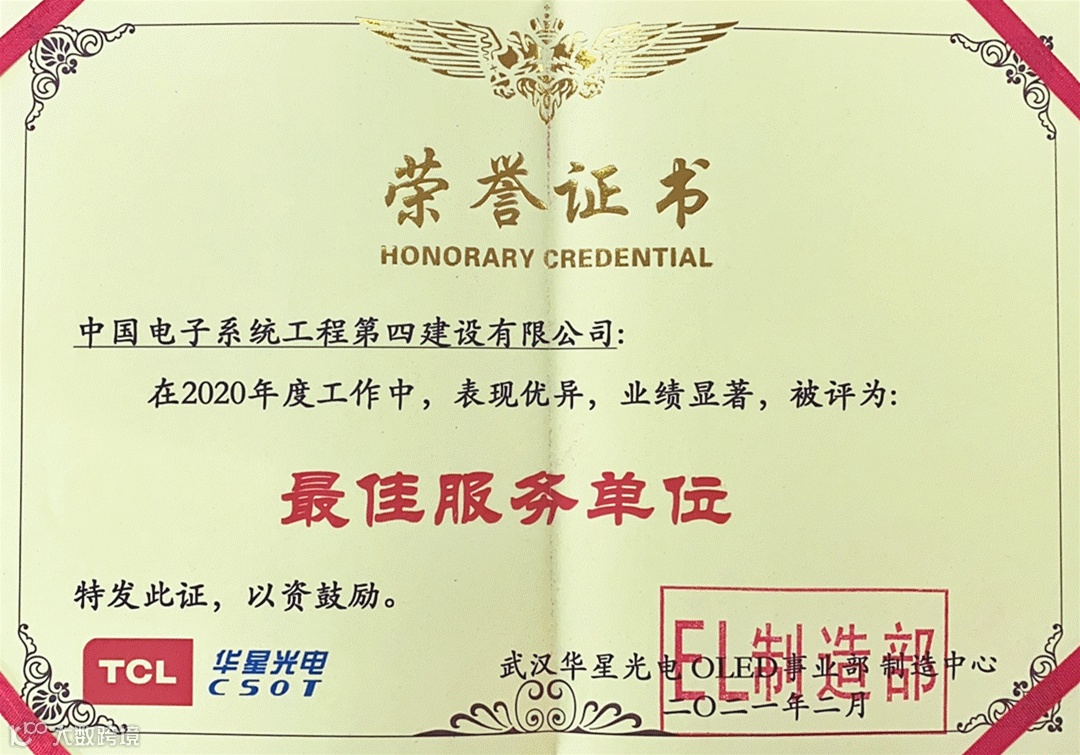 荣誉证书
HONORARY CREDENTIAL
中国电子系统工程第四建设有限公司:
在2020年度工作中，表现优异，业绩显著，被评为:
最佳服务单位
特发此证，以资鼓励。
TCL 华星光电
CSOT
EL制造部
武汉华星光电 OLED事业部 制造中心
二〇二一年二月
大数跨境